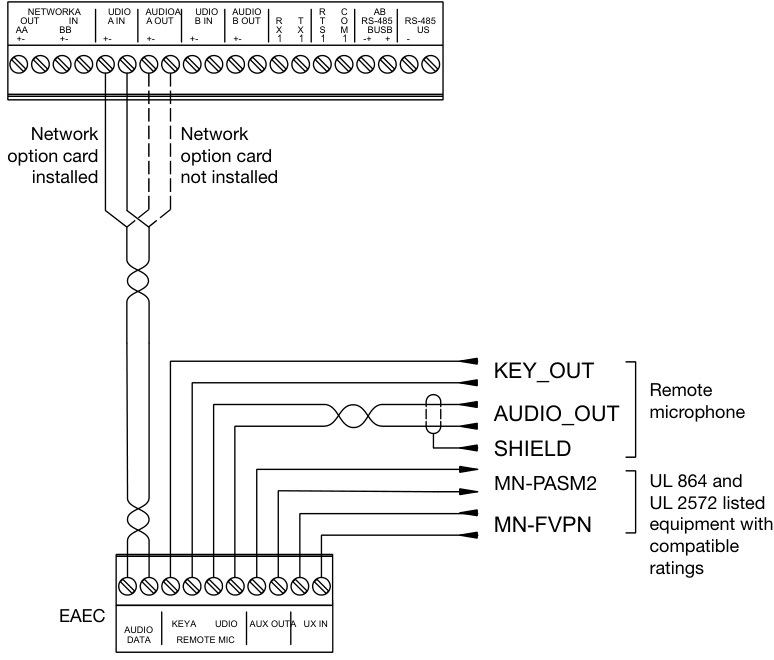 NETWORKA UDIO AUDIOA UDIO AUDIO R T R C AB RS-485
OUT IN A IN A OUT B IN B OUT X X T O RS-485 US
AA BB 1 1 S M BUSB
+- +- +- +- +- 1 1 -+ + -
Network
option card
installed
Network
option card
not installed
KEY_OUT
AUDIO_OUT
SHIELD
Remote
microphone
MN-PASM2
MN-FVPN
UL 864 and
UL 2572 listed
equipment with
compatible
ratings
EAEC
AUDIO
DATA
KEYA UDIO
REMOTE MIC
AUX OUTA UX IN